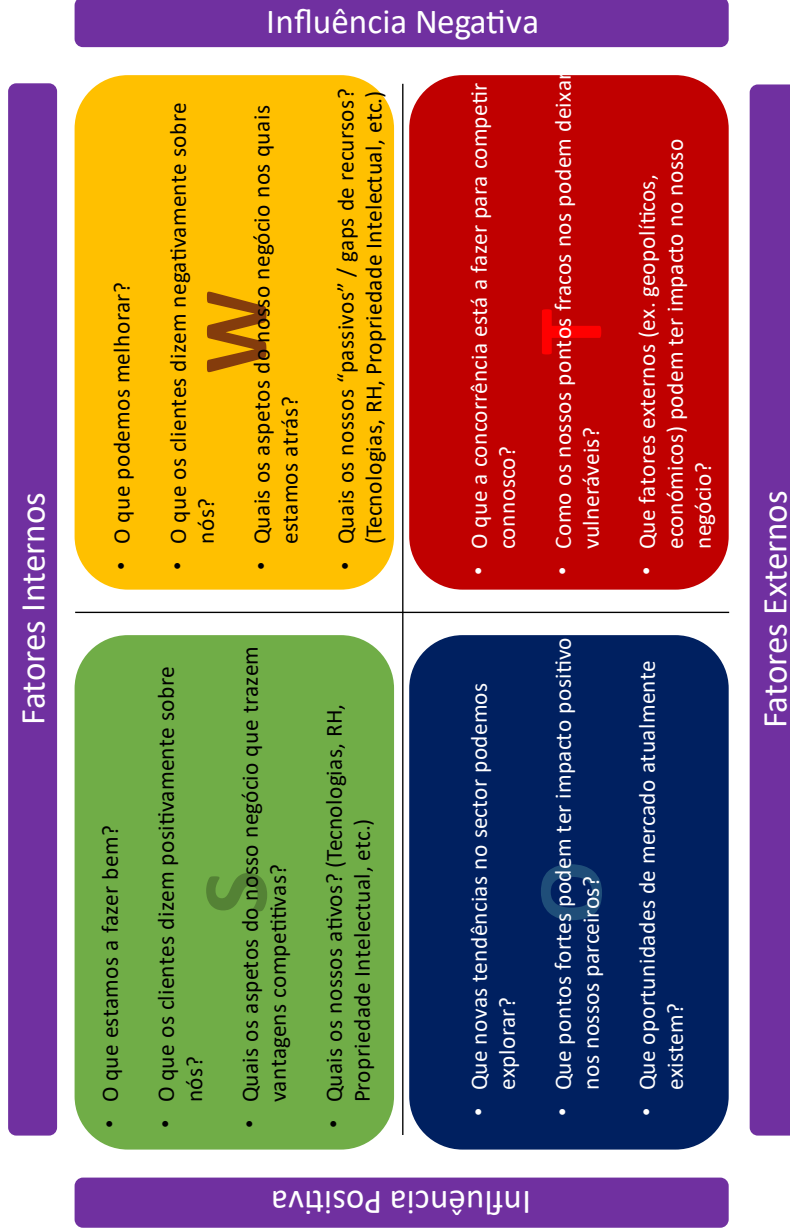 Fatores Internos
Influência Positiva
S
• O que estamos a fazer bem?
• O que os clientes dizem positivamente sobre
nós?
• Quais os aspetos do nosso negócio que trazem
vantagens competitivas?
• Quais os nossos ativos? (Tecnologias, RH,
Propriedade Intelectual, etc.)
W
• O que podemos melhorar?
• O que os clientes dizem negativamente sobre
nós?
• Quais os aspetos do nosso negócio nos quais
estamos atrás?
• Quais os nossos “passivos” / gaps de recursos?
(Tecnologias, RH, Propriedade Intelectual, etc.)
Influência Negativa
O
• Que novas tendências no sector podemos
explorar?
• Que pontos fortes podem ter impacto positivo
nos nossos parceiros?
• Que oportunidades de mercado atualmente
existem?
T
• O que a concorrência está a fazer para competir
connosco?
• Como os nossos pontos fracos nos podem deixar
vulneráveis?
• Que fatores externos (ex. geopolíticos,
económicos) podem ter impacto no nosso
negócio?
Fatores Externos